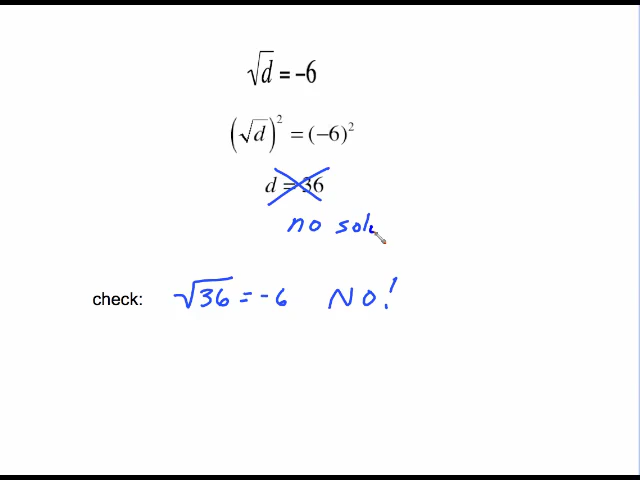 √d = -6
(√d)² = (-6)²
d = 36
no sol
check: √36 = -6 NO!